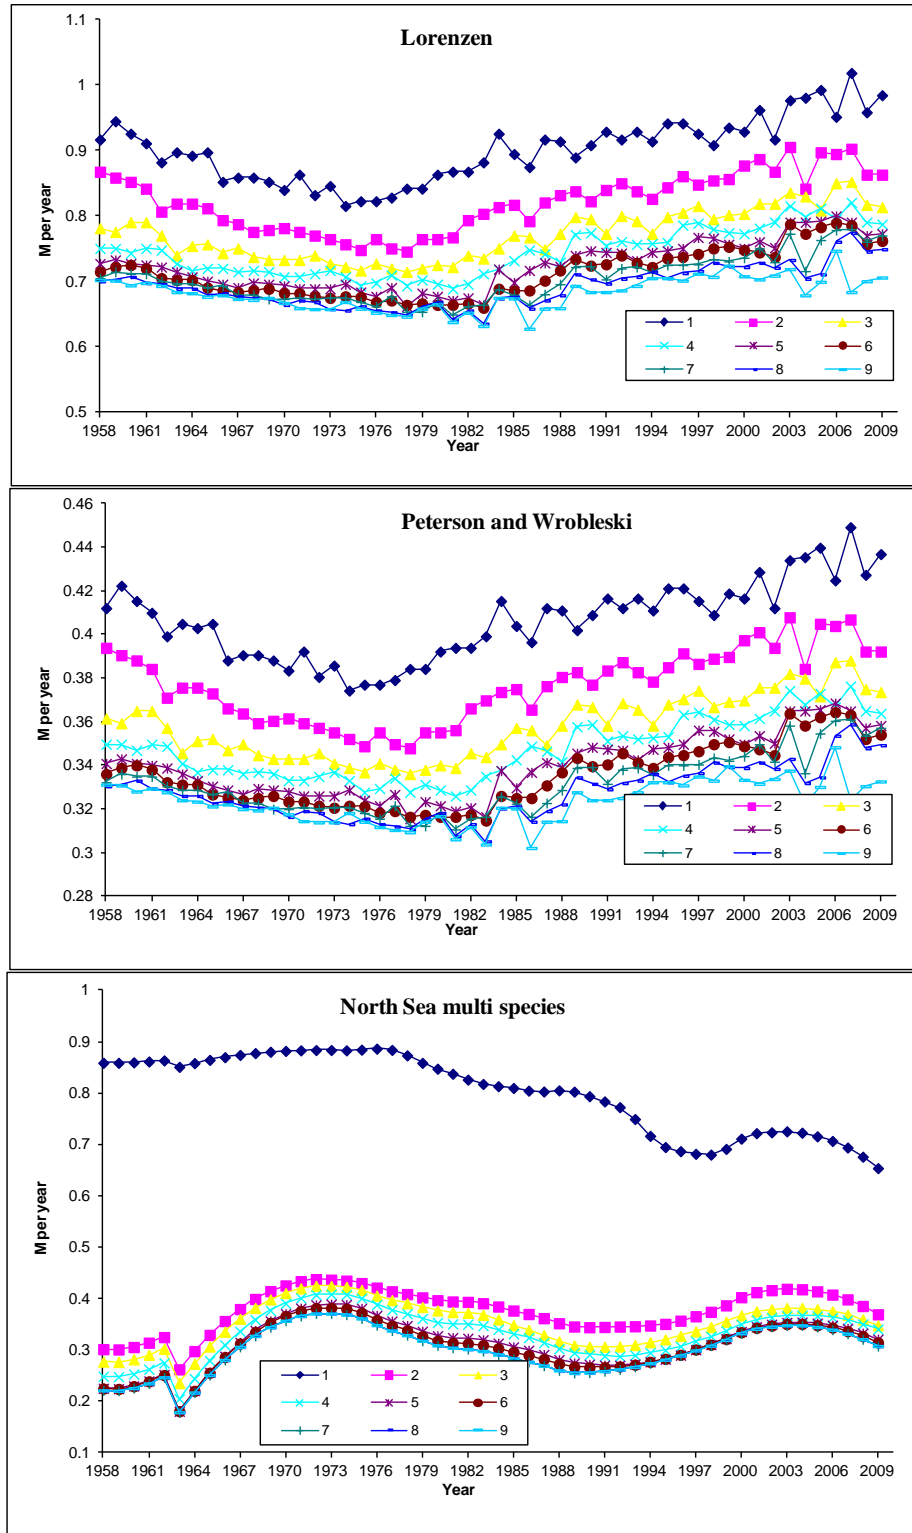 Lorenzen
1.1
1
0.9
0.8
0.7
0.6
0.5
M per year
1958 1961 1964 1967 1970 1973 1976 1979 1982 1985 1988 1991 1994 1997 2000 2003 2006 2009
Year
1 2 3
4 5 6
7 8 9
Peterson and Wrobleski
0.46
0.44
0.42
0.4
0.38
0.36
0.34
0.32
0.3
0.28
M per year
1958 1961 1964 1967 1970 1973 1976 1979 1982 1985 1988 1991 1994 1997 2000 2003 2006 2009
Year
1 2 3
4 5 6
7 8 9
North Sea multi species
1
0.9
0.8
0.7
0.6
0.5
0.4
0.3
0.2
0.1
M per year
1958 1961 1964 1967 1970 1973 1976 1979 1982 1985 1988 1991 1994 1997 2000 2003 2006 2009
Year
1 2 3
4 5 6
7 8 9